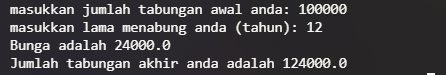 masukkan jumlah tabungan awal anda: 100000
masukkan lama menabung anda (tahun): 12
Bunga adalah 24000.0
Jumlah tabungan akhir anda adalah 124000.0